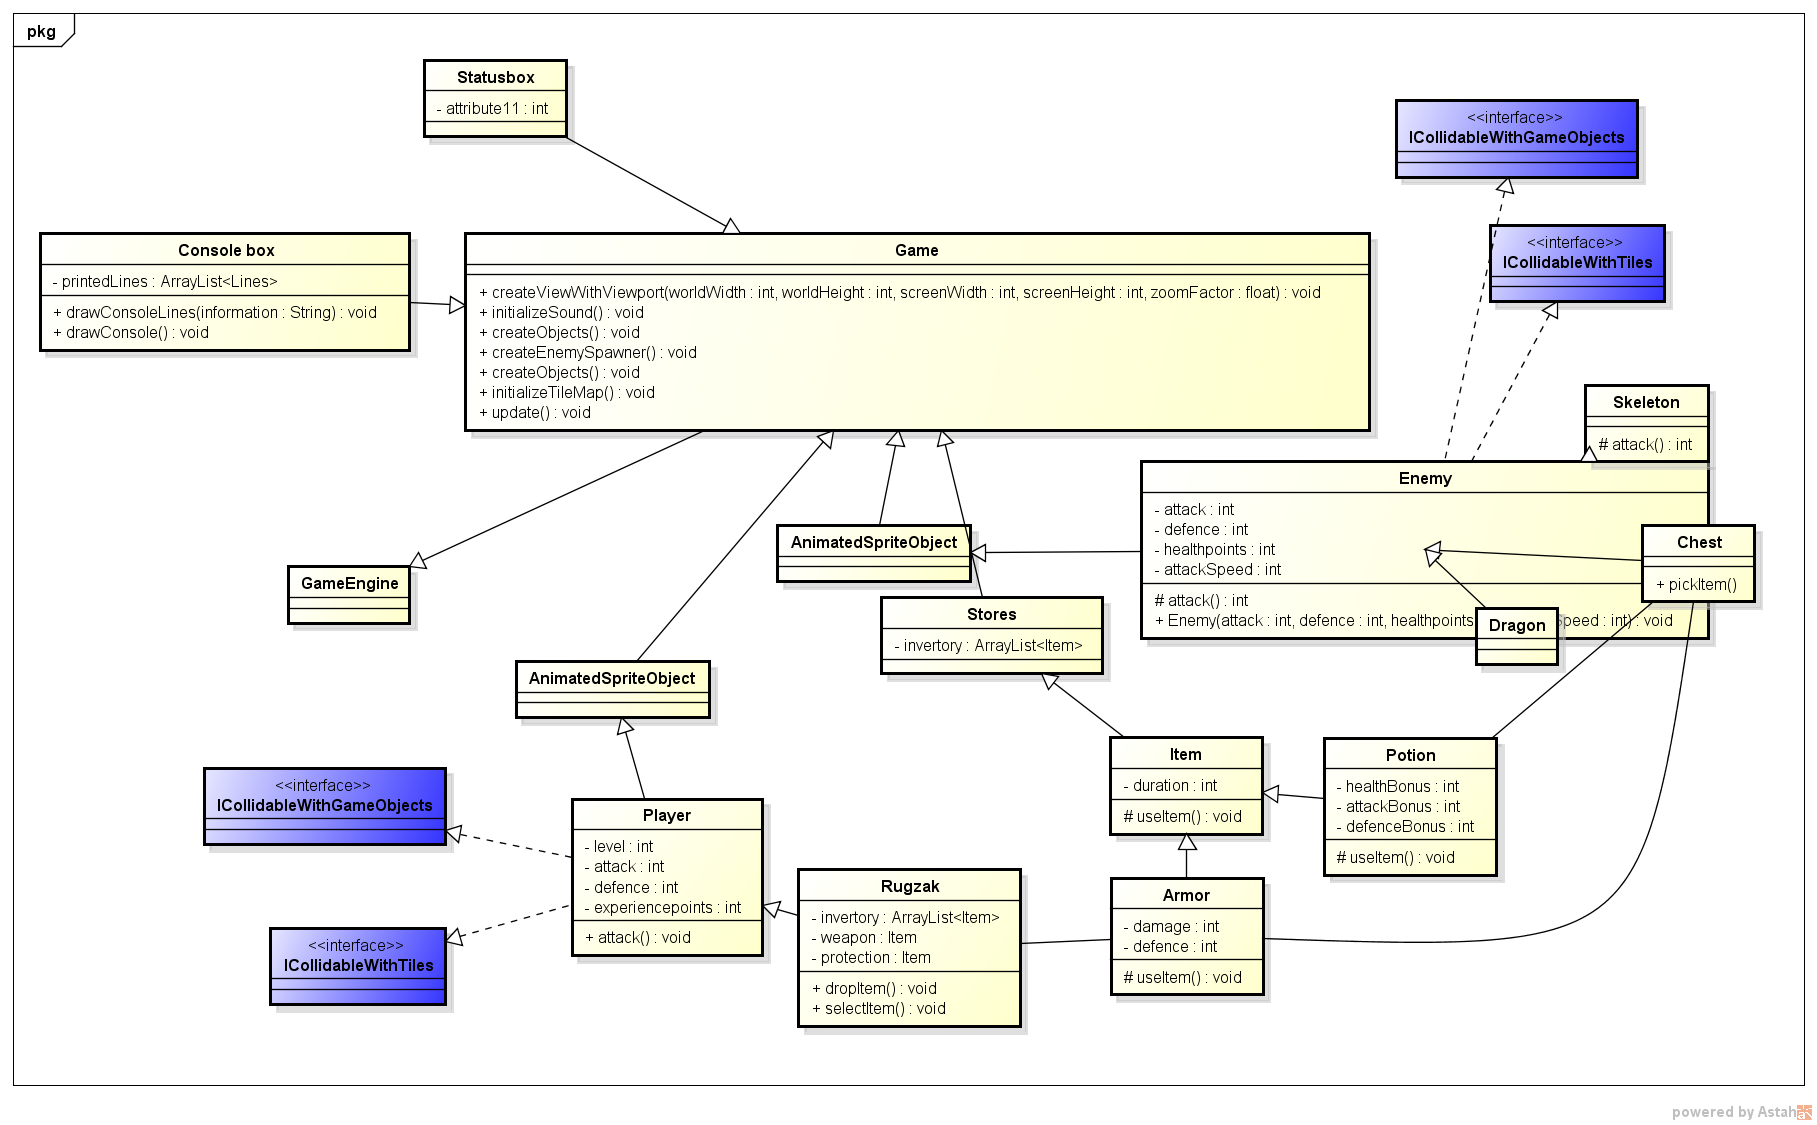 pkg
Statusbox
- attribute11 : int
<<interface>>
ICollidableWithGameObjects
<<interface>>
ICollidableWithTiles
Console box
- printedLines : ArrayList<Lines>
+ drawConsoleLines(information : String) : void
+ drawConsole() : void
Game
+ createViewWithViewport(worldWidth : int, worldHeight : int, screenWidth : int, screenHeight : int, zoomFactor : float) : void
+ initializeSound() : void
+ createObjects() : void
+ createEnemySpawner() : void
+ createObjects() : void
+ initializeTileMap() : void
+ update() : void
Skeleton
# attack() : int
Enemy
- attack : int
- defence : int
- healthpoints : int
- attackSpeed : int
# attack() : int
+ Enemy(attack : int, defence : int, healthpoints Speed : int) : void
Chest
+ pickItem()
Dragon
AnimatedSpriteObject
GameEngine
Stores
- invertory : ArrayList<Item>
AnimatedSpriteObject
Item
- duration : int
# useItem() : void
Potion
- healthBonus : int
- attackBonus : int
- defenceBonus : int
# useItem() : void
<<interface>>
ICollidableWithGameObjects
Player
- level : int
- attack : int
- defence : int
- experiencepoints : int
+ attack() : void
Rugzak
- invertory : ArrayList<Item>
- weapon : Item
- protection : Item
+ dropItem() : void
+ selectItem() : void
Armor
- damage : int
- defence : int
# useItem() : void
<<interface>>
ICollidableWithTiles
powered by Astah